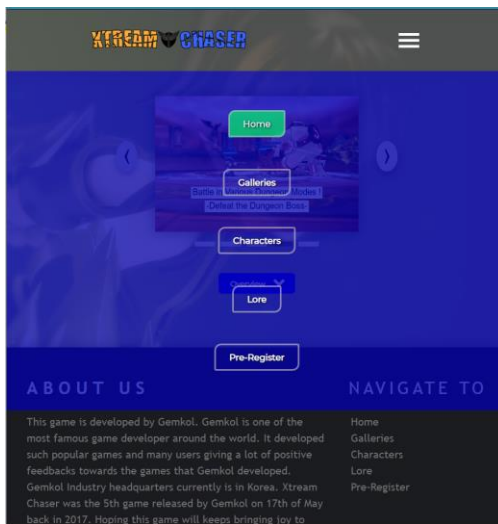 XTREAM CHASER
Home
Galleries
Battle in Various Dungeon Modes !
-Defeat the Dungeon Boss-
Characters
Overview
Lore
Pre-Register
ABOUT US
This game is developed by Gemkol. Gemkol is one of the
most famous game developer around the world. It developed
such popular games and many users giving a lot of positive
feedbacks towards the games that Gemkol developed.
Gemkol Industry headquarters currently is in Korea. Xtream
Chaser was the 5th game released by Gemkol on 17th of May
back in 2017. Hoping this game will keeps bringing joy to
NAVIGATE TO
Home
Galleries
Characters
Lore
Pre-Register